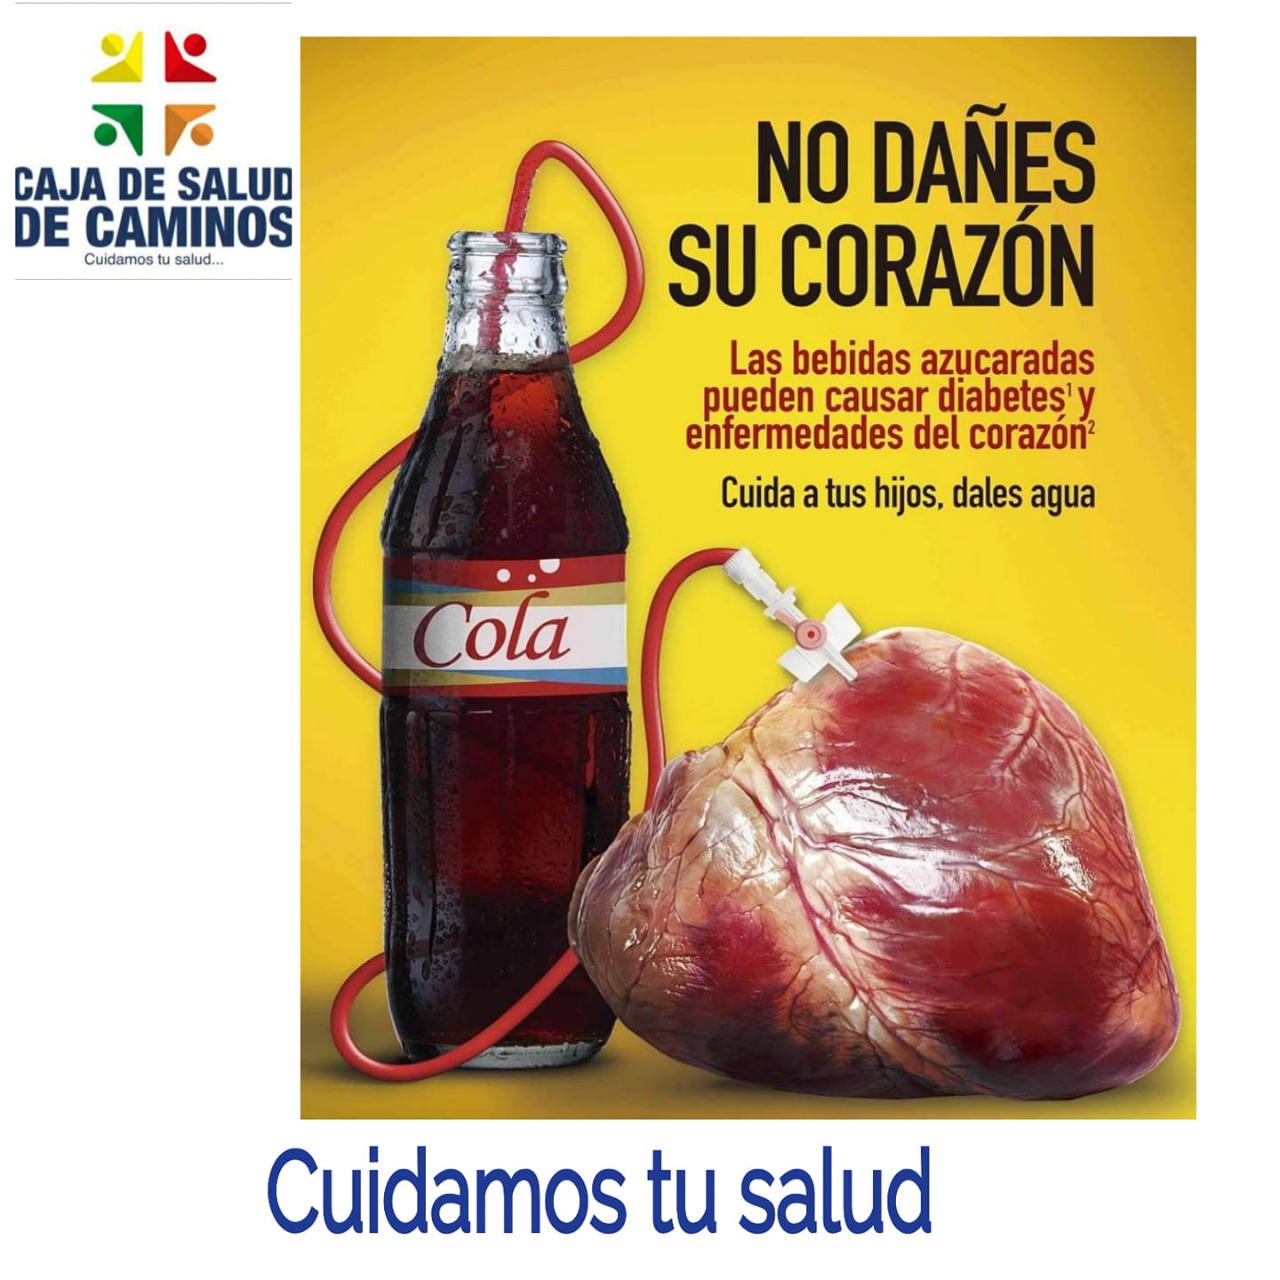 CAJA DE SALUD
DE CAMINOS
Cuidamos tu salud...
NO DAÑES
SU CORAZÓN
Las bebidas azucaradas
pueden causar diabetes¹ y
enfermedades del corazón²
Cuida a tus hijos, dales agua
Cola
Cuidamos tu salud